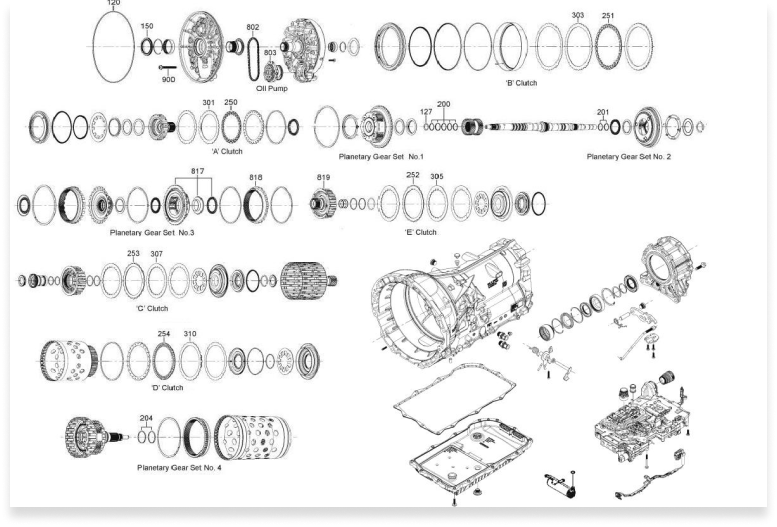 120
150
802
803
90D
Oil Pump
303
251
'B' Clutch
301
250
'A' Clutch
Planetary Gear Set No.1
127
200
201
Planetary Gear Set No. 2
817
818
Planetary Gear Set No.3
819
252
305
'E' Clutch
253
307
'C' Clutch
254
310
'D' Clutch
204
Planetary Gear Set No. 4